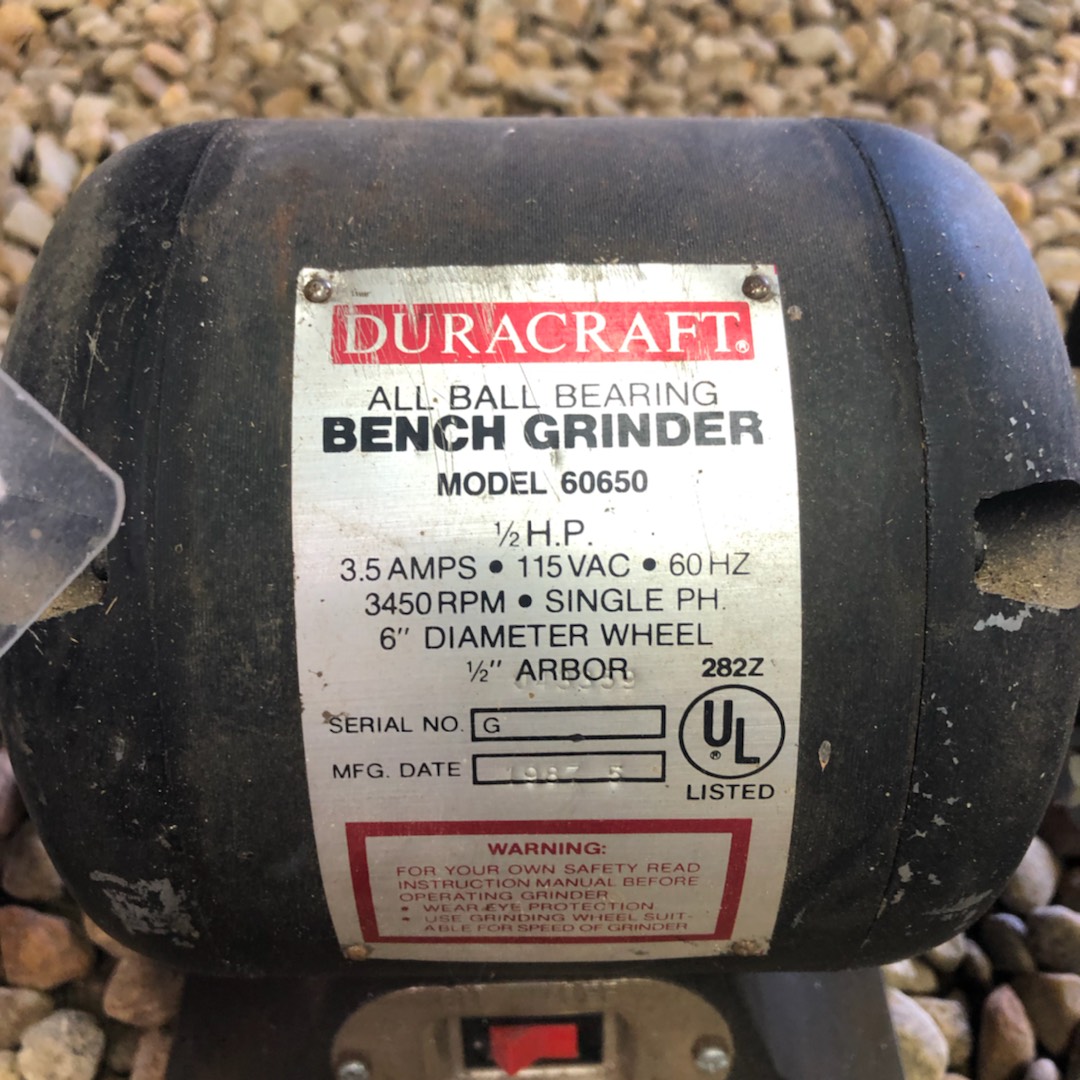 DURACRAFT®
ALL BALL BEARING
BENCH GRINDER
MODEL 60650
½ H.P.
3.5 AMPS • 115 VAC • 60 HZ
3450 RPM • SINGLE PH.
6" DIAMETER WHEEL
½" ARBOR
282Z
SERIAL NO. G
UL®
MFG. DATE 1987 5
LISTED
WARNING:
FOR YOUR OWN SAFETY READ
INSTRUCTION MANUAL BEFORE
OPERATING GRINDER
• WEAR EYE PROTECTION
• USE GRINDING WHEEL SUIT-
ABLE FOR SPEED OF GRINDER